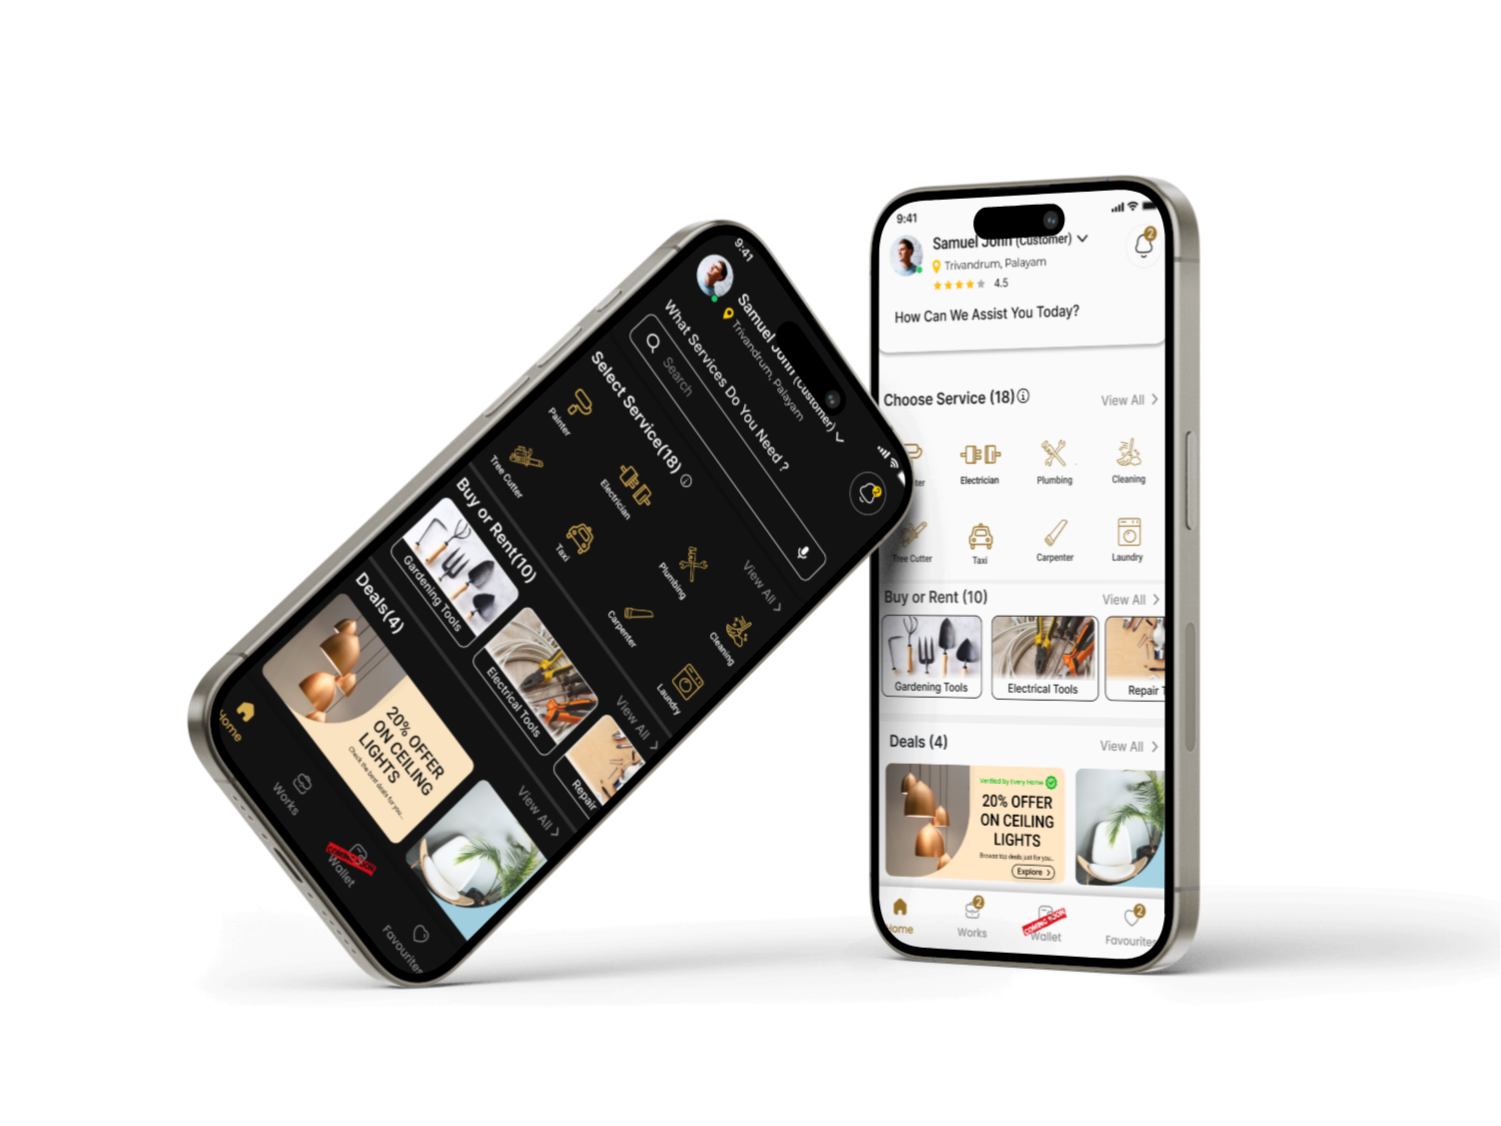 9:41
Samuel John (Customer)
Trivandrum, Palayam
What Services Do You Need ?
Search
Select Service(18)
View All
Painter
Electrician
Plumbing
Cleaning
Tree Cutter
Taxi
Carpenter
Laundry
Buy or Rent(10)
View All
Gardening Tools
Electrical Tools
Repair
Deals(4)
View All
20% OFFER
ON CEILING
LIGHTS
Check the best deals for you...
Home
Works
COMING SOON
Wallet
Favourites
9:41
Samuel John (Customer)
2
Trivandrum, Palayam
4.5
How Can We Assist You Today?
Choose Service (18)
View All
ter
Electrician
Plumbing
Cleaning
Tree Cutter
Taxi
Carpenter
Laundry
Buy or Rent (10)
View All
Gardening Tools
Electrical Tools
Repair T
Deals (4)
View All
Verified by Every Home
20% OFFER
ON CEILING
LIGHTS
Browse top deals just for you...
Explore
Home
2
Works
COMING SOON
Wallet
2
Favourites